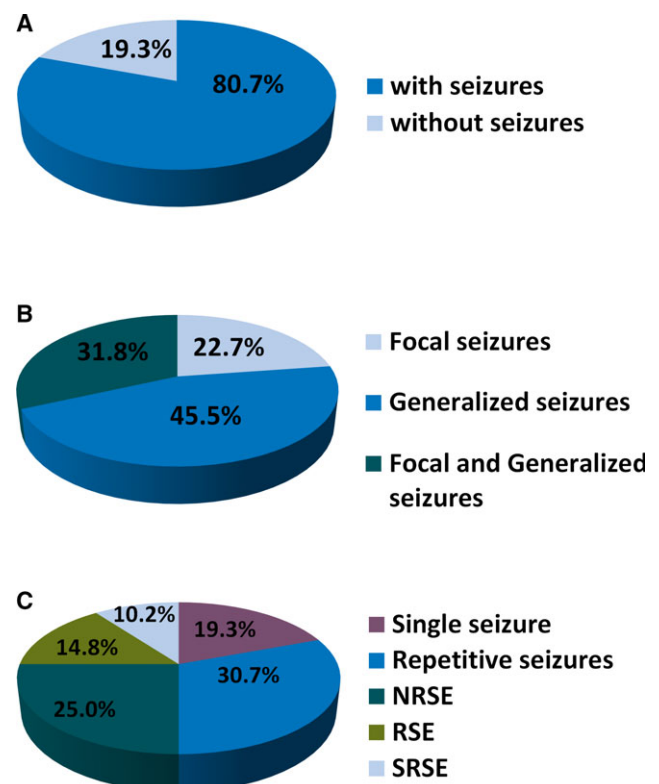 A
19.3%
80.7%
with seizures
without seizures
B
31.8%
22.7%
45.5%
Focal seizures
Generalized seizures
Focal and Generalized
seizures
C
10.2%
19.3%
14.8%
30.7%
25.0%
Single seizure
Repetitive seizures
NRSE
RSE
SRSE